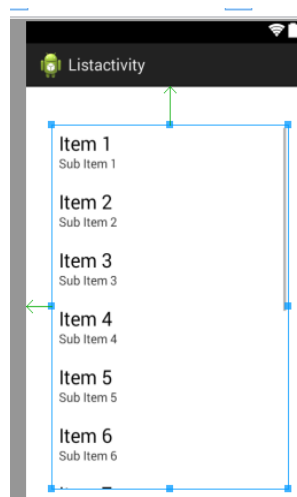 Listactivity
Item 1
Sub Item 1
Item 2
Sub Item 2
Item 3
Sub Item 3
Item 4
Sub Item 4
Item 5
Sub Item 5
Item 6
Sub Item 6